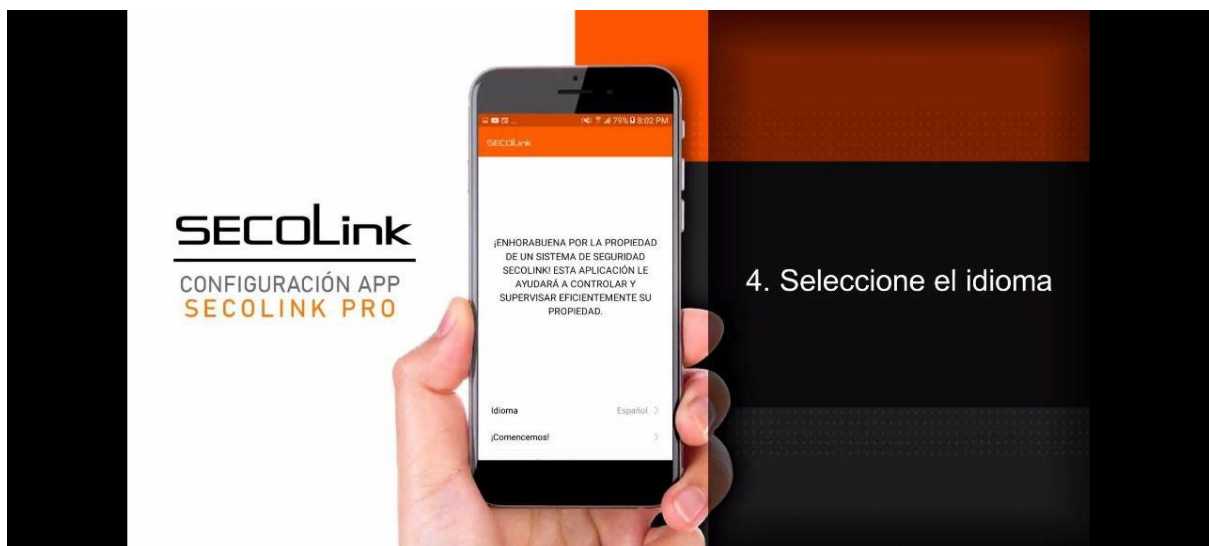 SECOLink
CONFIGURACIÓN APP
SECOLINK PRO
79% 8:02 PM
SECOLink
¡ENHORABUENA POR LA PROPIEDAD
DE UN SISTEMA DE SEGURIDAD
SECOLINK! ESTA APLICACIÓN LE
AYUDARÁ A CONTROLAR Y
SUPERVISAR EFICIENTEMENTE SU
PROPIEDAD.
Idioma Español >
¡Comencemos! >
4. Seleccione el idioma